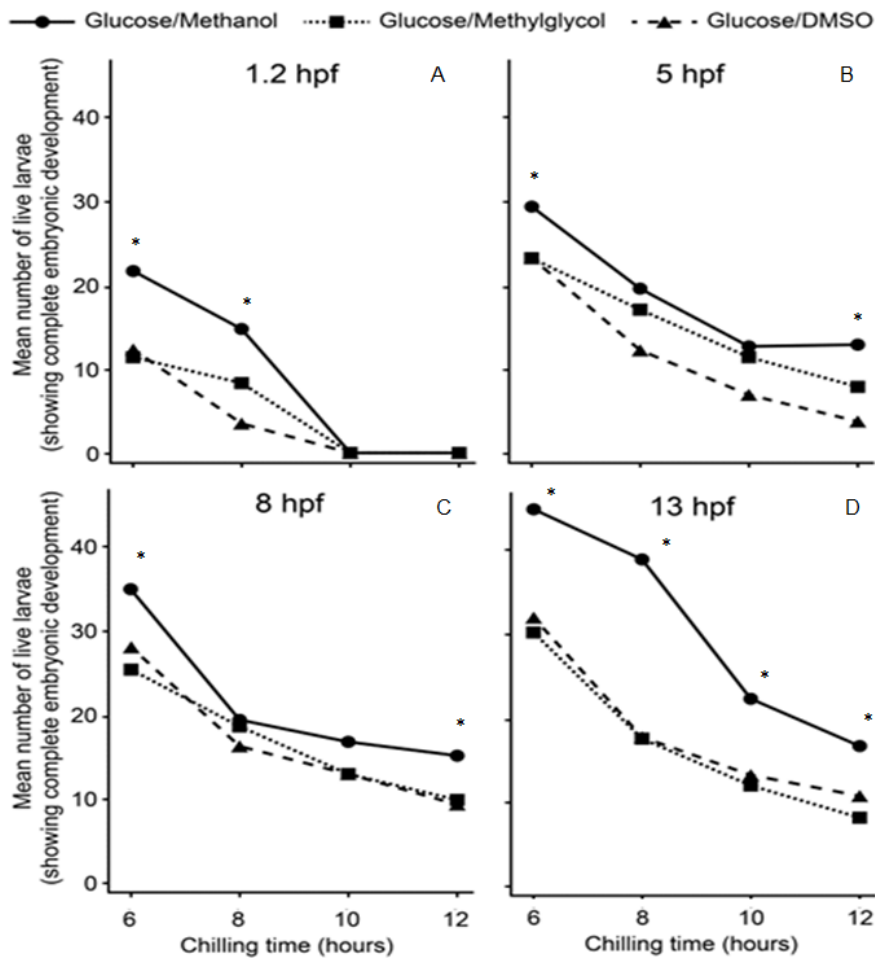 Glucose/Methanol Glucose/Methylglycol Glucose/DMSO
1.2 hpf A
5 hpf B
Mean number of live larvae
(showing complete embryonic development)
40
30
20
10
0
*
*
*
*
8 hpf C
13 hpf D
Mean number of live larvae
(showing complete embryonic development)
40
30
20
10
0
*
*
*
*
*
*
6 8 10 12
6 8 10 12
Chilling time (hours)
Chilling time (hours)